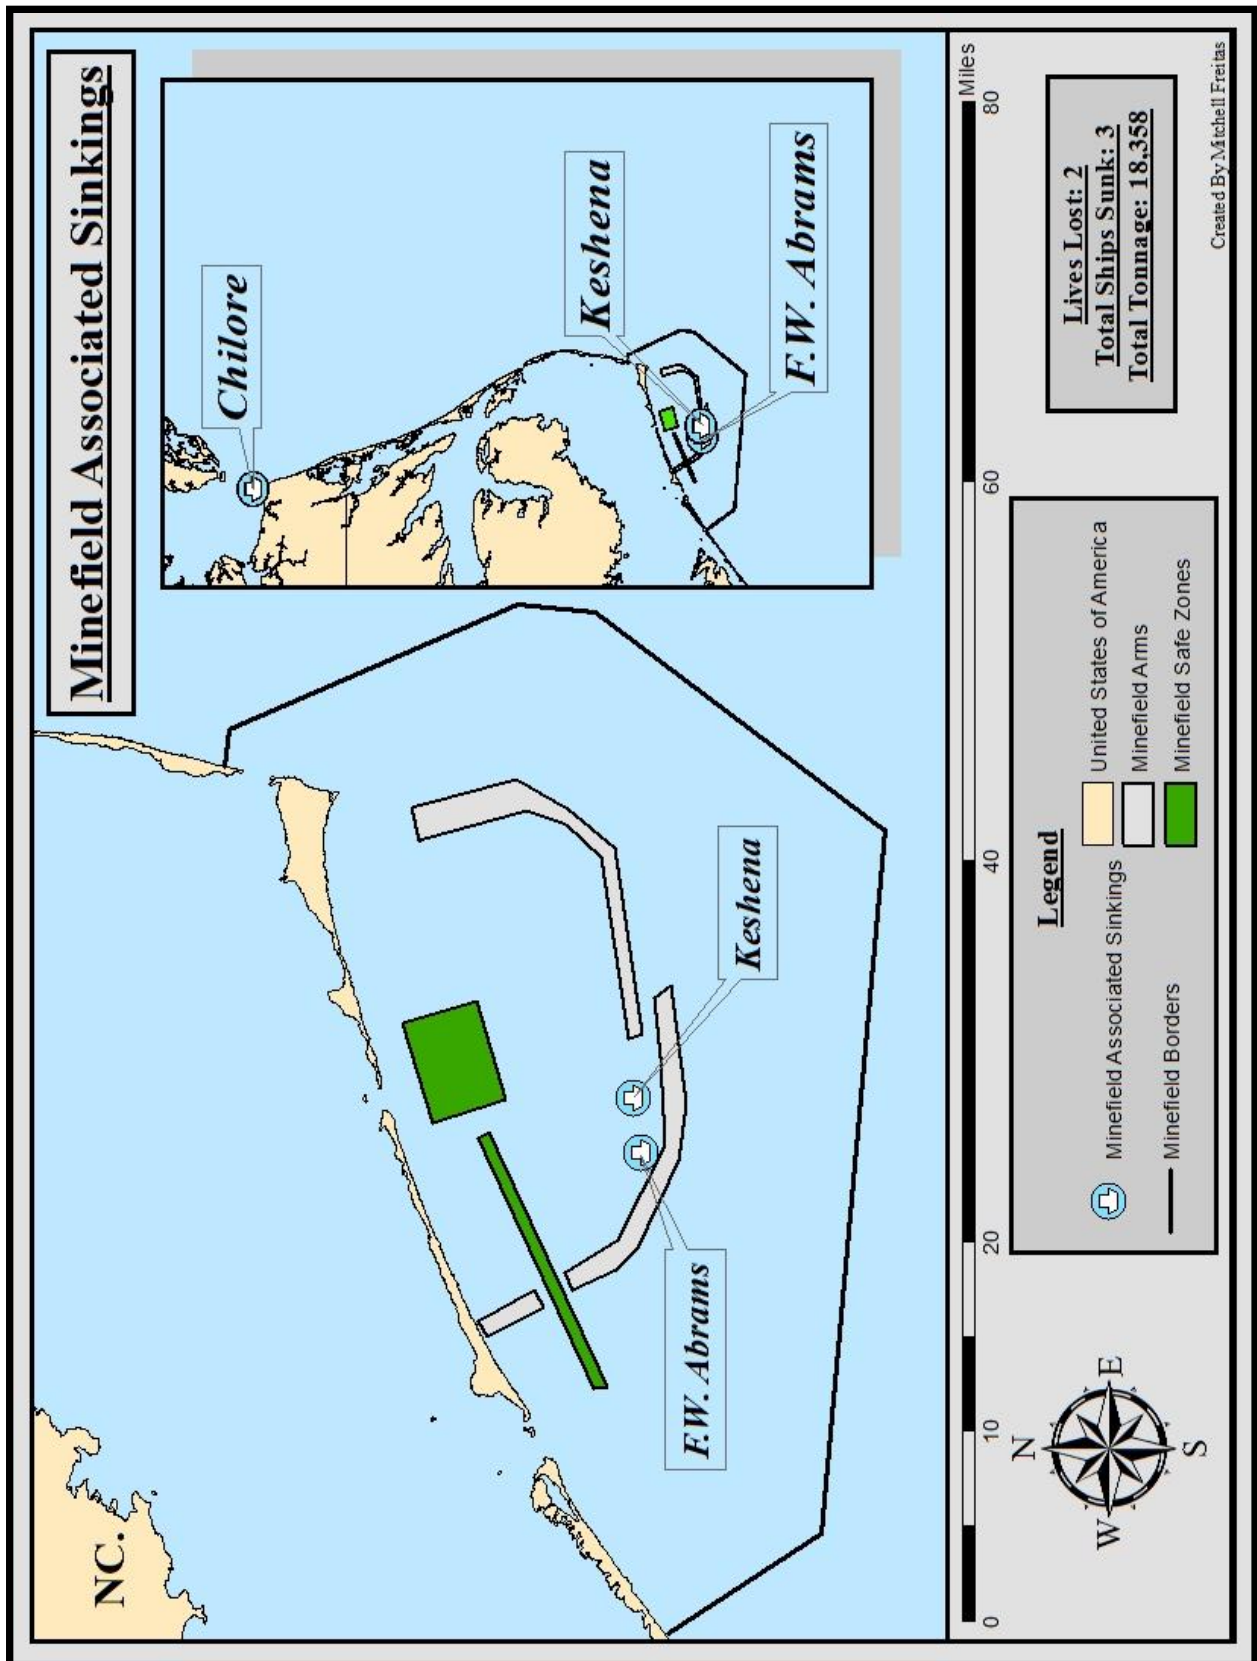 Minefield Associated Sinkings
NC.
Chilore
Keshena
F.W. Abrams
Keshena
F.W. Abrams
0 10 20 40 60 80
Miles
N
W E
S
Legend
Minefield Associated Sinkings
Minefield Borders
United States of America
Minefield Arms
Minefield Safe Zones
Lives Lost: 2
Total Ships Sunk: 3
Total Tonnage: 18,358
Created By Mitchell Freitas